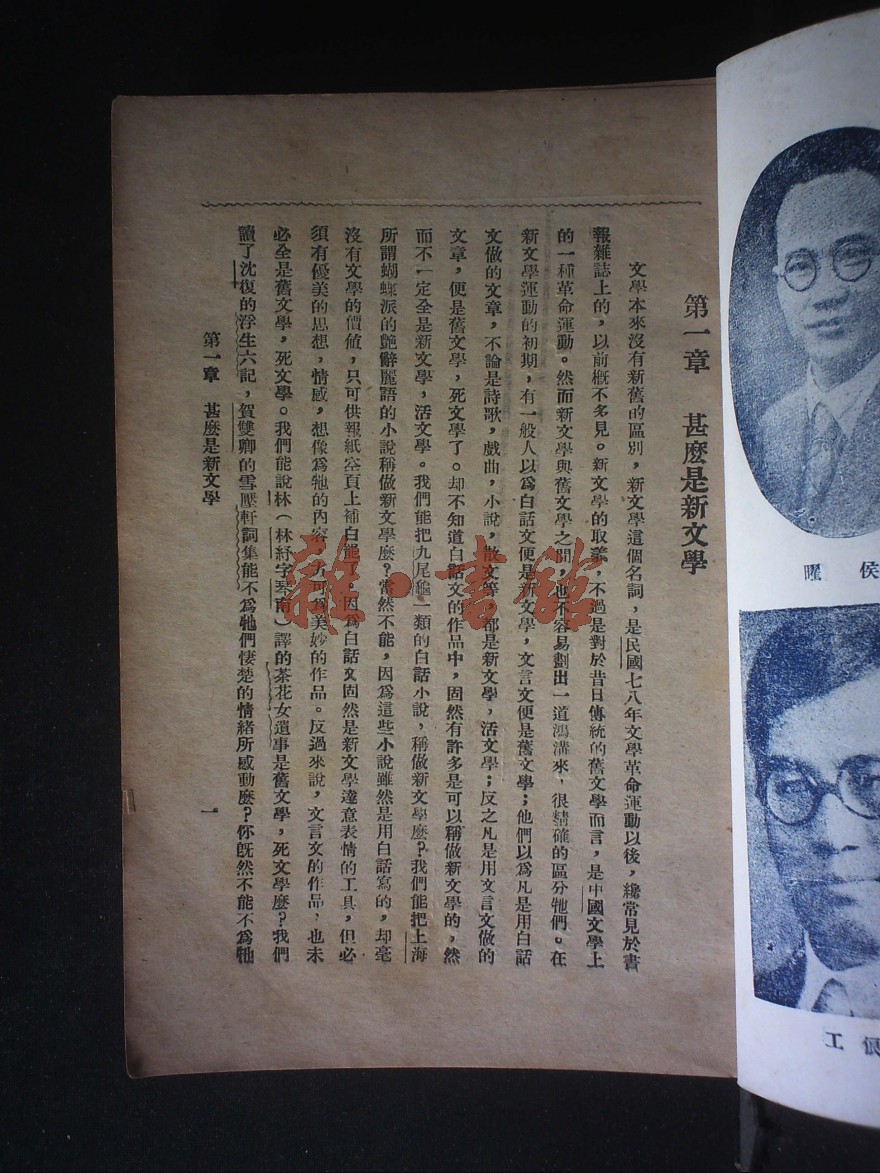 第一章　甚麽是新文學
文學本來沒有新舊的區別，新文學這個名詞，是民國七八年文學革命運動以後，纔常見於書
報雜誌上的，以前概不多見。新文學的取義，不過是對於昔日傳統的舊文學而言，是中國文學上
的一種革命運動。然而新文學與舊文學之間，也不容易劃出一道鴻溝來，很精確的區分牠們。在
新文學運動的初期，有一般人以爲白話文便是新文學，文言文便是舊文學；他們以爲凡是用白話
文做的文章，不論是詩歌，戲曲，小說，散文等，都是新文學，活文學；反之凡是用文言文做的
文章，便是舊文學，死文學了。却不知道白話文的作品中，固然有許多是可以稱做新文學的，然
而不一定全是新文學，活文學。我們能把九尾龜一類的白話小說，稱做新文學麽？我們能把上海
所謂蝴蝶派的艷辭麗語的小說稱做新文學麽？當然不能，因爲這些小說雖然是用白話寫的，却毫
沒有文學的價值，只可供報紙空頁上補白罷了。因爲白話文固然是新文學達意表情的工具，但必
須有優美的思想，情感，想像爲牠的內容，方可爲美妙的作品。反過來說，文言文的作品，也未
必全是舊文學，死文學。我們能說林（林紓字琴南）譯的茶花女遺事是舊文學，死文學麽？我們
讀了沈復的浮生六記，賀雙卿的雪壓軒詞集能不爲牠們悽楚的情緒所感動麽？你既然不能不爲牠
第一章　甚麽是新文學
一
雜·書館
侯曜
工